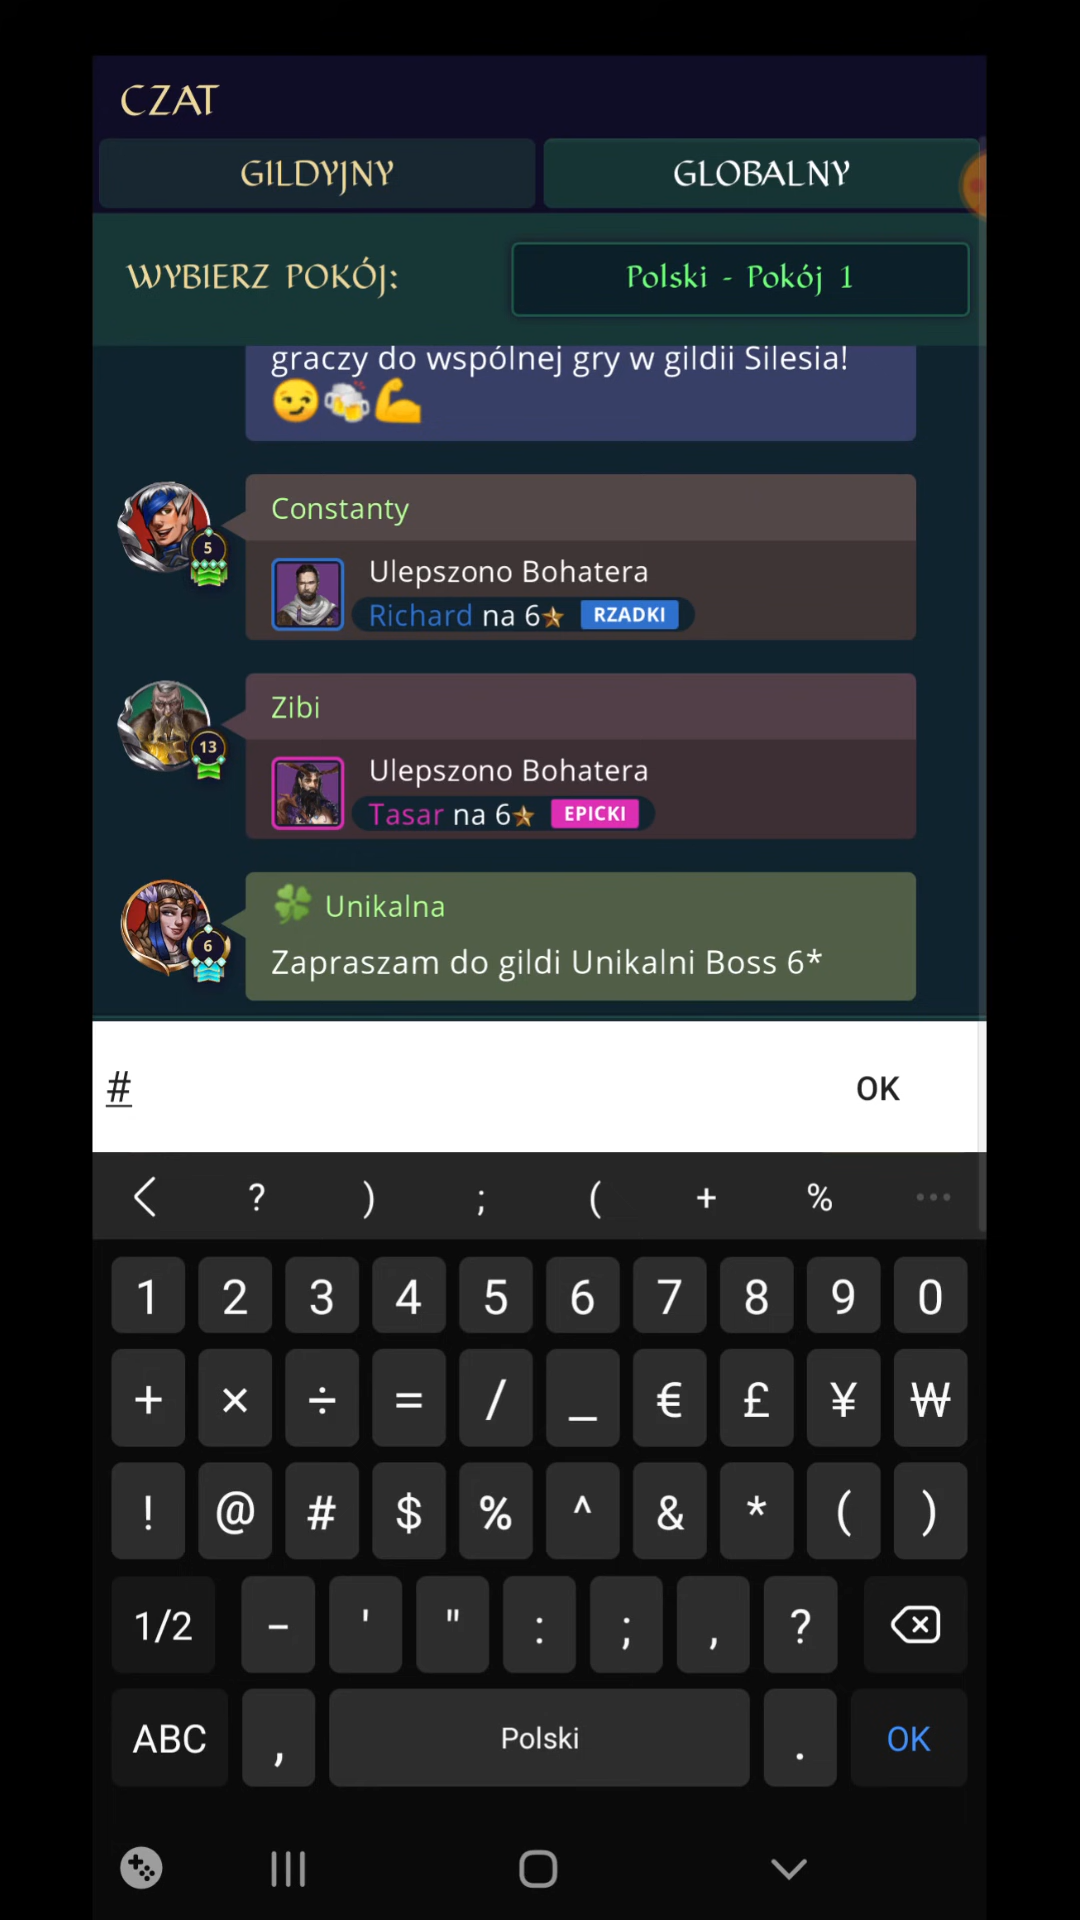 CZAT
GILDYJNY
GLOBALNY
WYBIERZ POKÓJ:
Polski - Pokój 1
graczy do wspólnej gry w gildii Silesia!
😏🍻💪
Constanty
5
Ulepszono Bohatera
Richard na 6⭐ RZADKI
Zibi
13
Ulepszono Bohatera
Tasar na 6⭐ EPICKI
🍀 Unikalna
6
Zapraszam do gildi Unikalni Boss 6*
#
OK
? ) ; ( + % ...
1 2 3 4 5 6 7 8 9 0
+ × ÷ = / _ € £ ¥ ₩
! @ # $ % ^ & * ( )
1/2 - ' " : ; , ?
ABC , Polski . OK